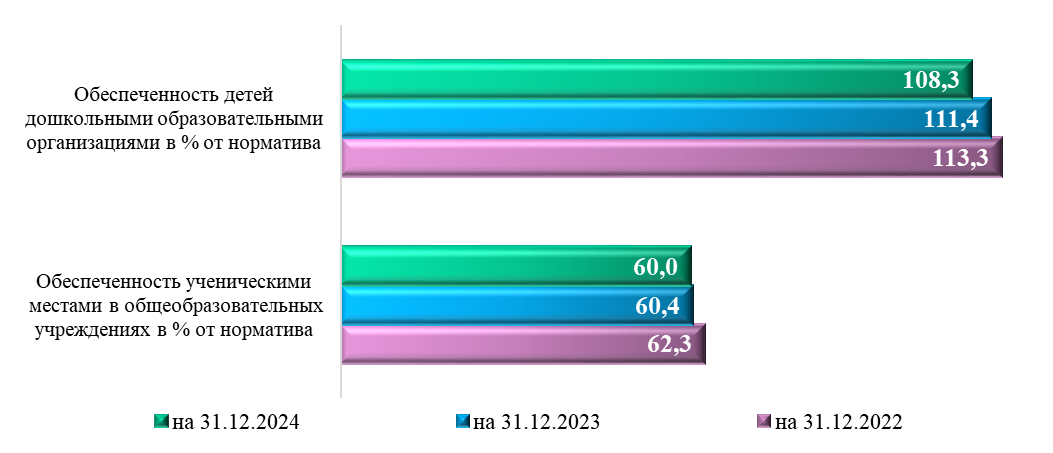 Обеспеченность детей
дошкольными образовательными
организациями в % от норматива
108,3
111,4
113,3
Обеспеченность ученическими
местами в общеобразовательных
учреждениях в % от норматива
60,0
60,4
62,3
на 31.12.2024
на 31.12.2023
на 31.12.2022